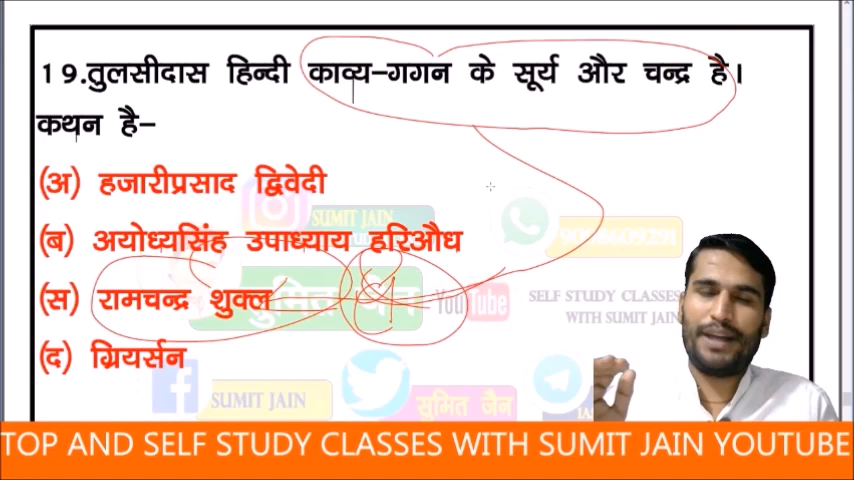 19.तुलसीदास हिन्दी काव्य-गगन के सूर्य और चन्द्र है।
कथन है-
(अ) हजारीप्रसाद द्विवेदी
SUMIT JAIN
(ब) अयोध्यसिंह उपाध्याय हरिऔध
(स) रामचन्द्र शुक्ल
सुमित जैन
YouTube
SELF STUDY CLASSES
WITH SUMIT JAIN
(द) ग्रियर्सन
SUMIT JAIN
सुमित जैन
TOP AND SELF STUDY CLASSES WITH SUMIT JAIN YOUTUBE